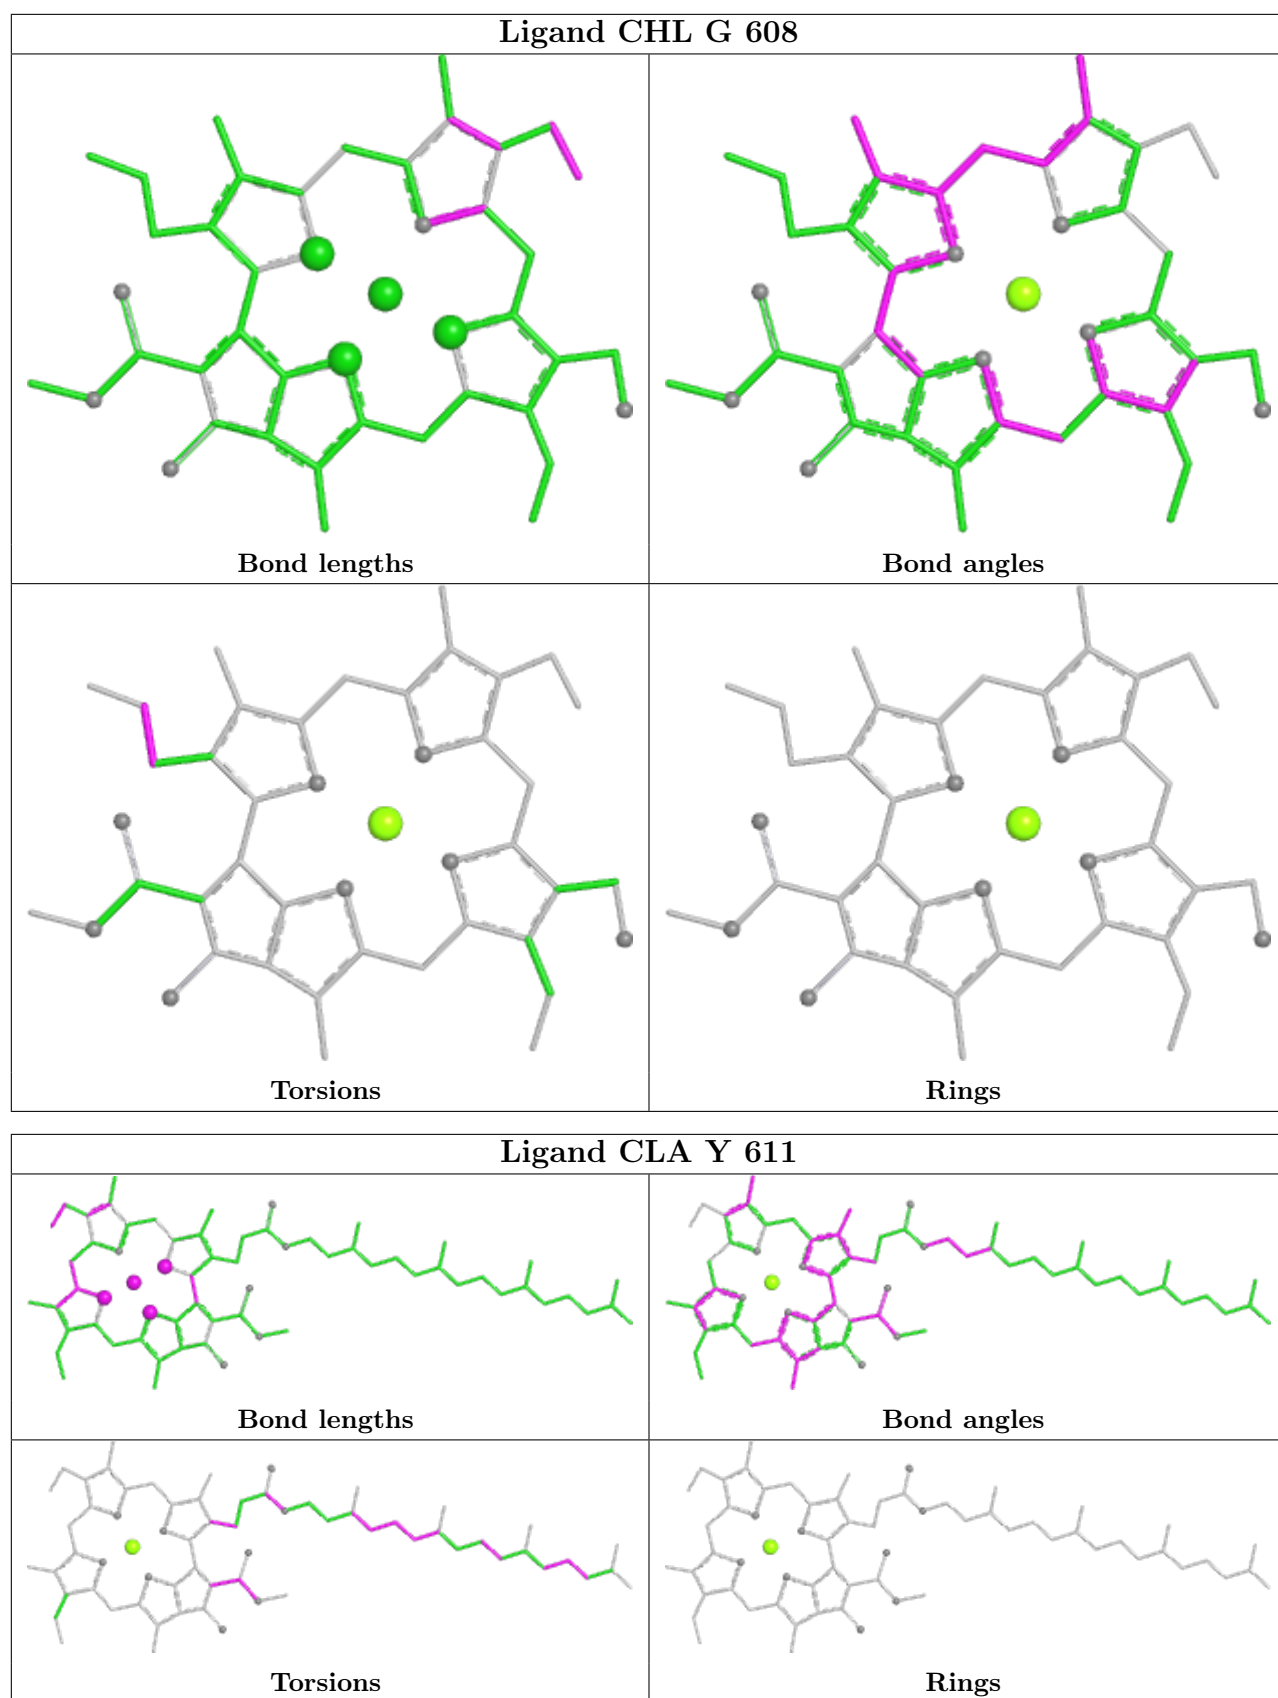 Ligand CHL G 608
Bond lengths
Bond angles
Torsions
Rings
Ligand CLA Y 611
Bond lengths
Bond angles
Torsions
Rings